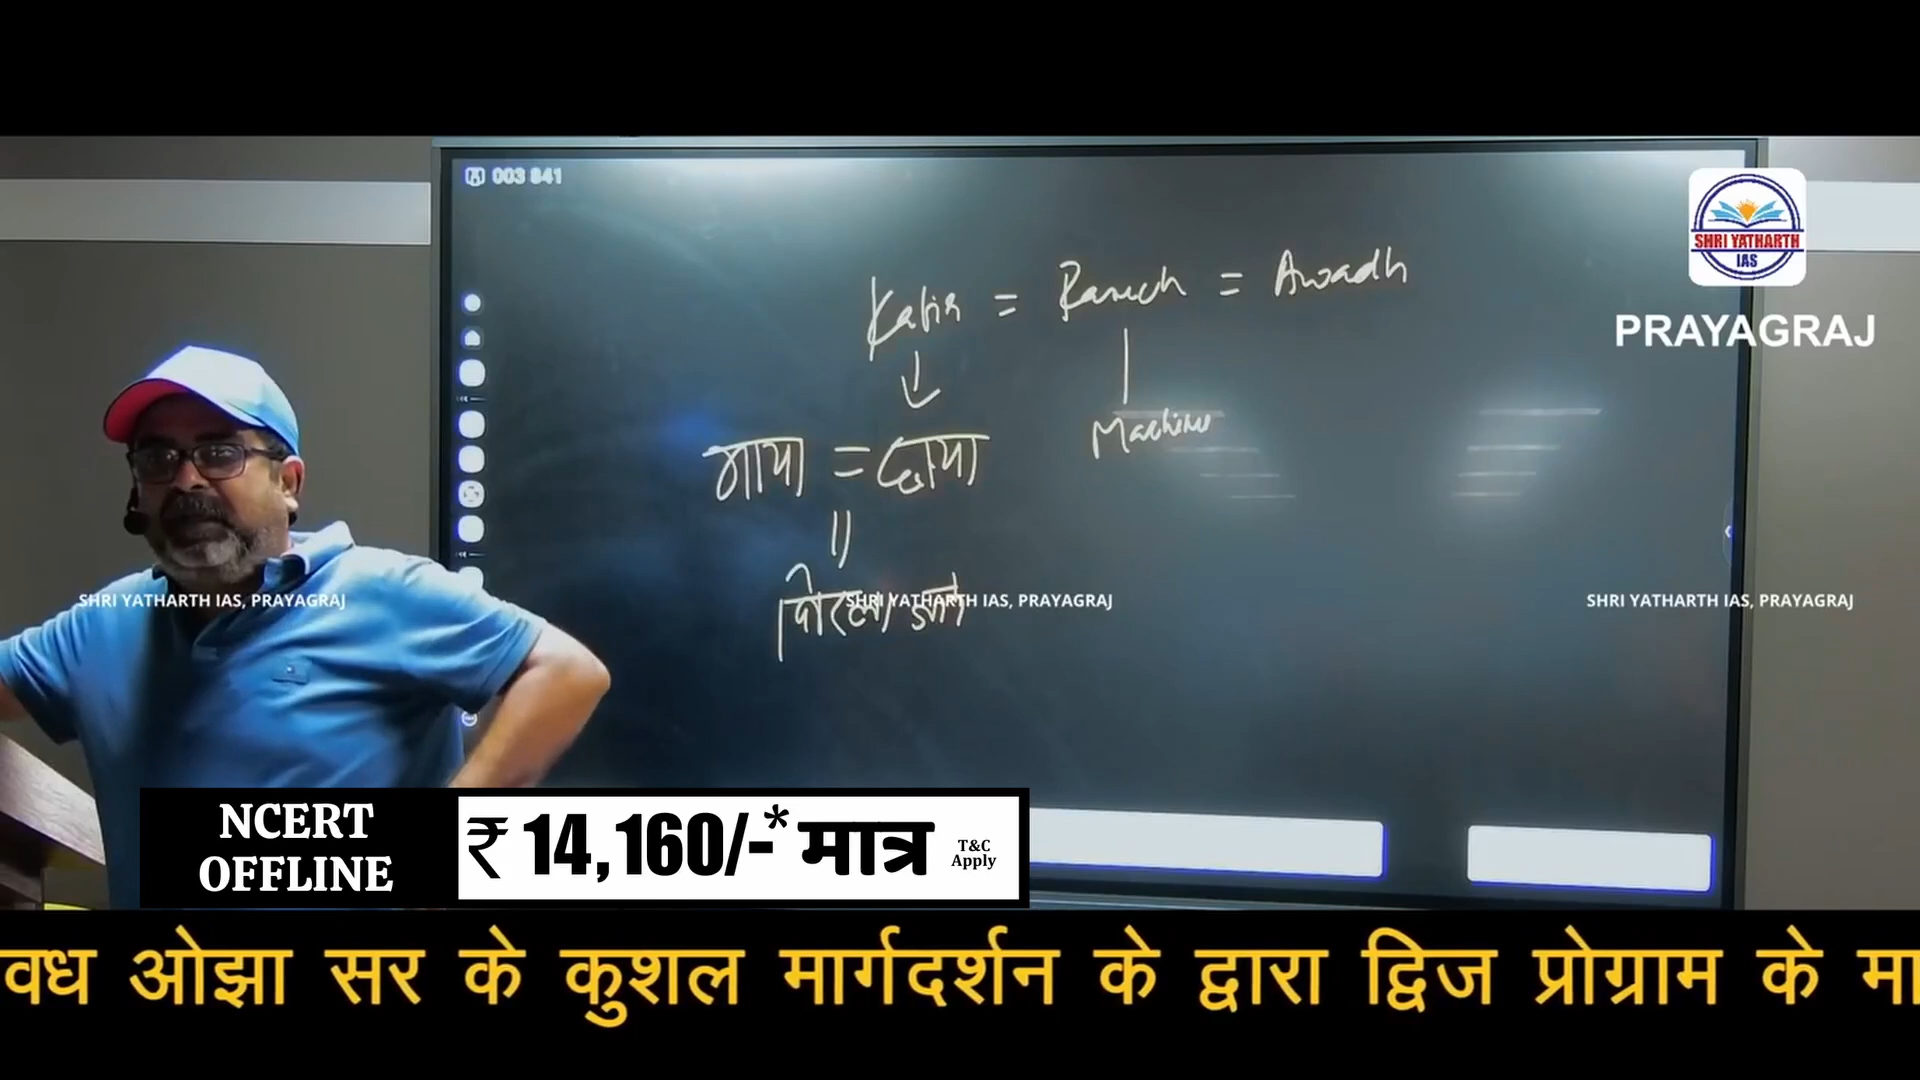 003 841
SHRI YATHARTH
IAS
PRAYAGRAJ
Kabir = Ramesh = Awadh
Machine
माया = छाया
SHRI YATHARTH IAS, PRAYAGRAJ
SHRI YATHARTH IAS, PRAYAGRAJ
SHRI YATHARTH IAS, PRAYAGRAJ
NCERT
OFFLINE
₹ 14,160/-* मात्र
T&C
Apply
वध ओझा सर के कुशल मार्गदर्शन के द्वारा द्विज प्रोग्राम के मा